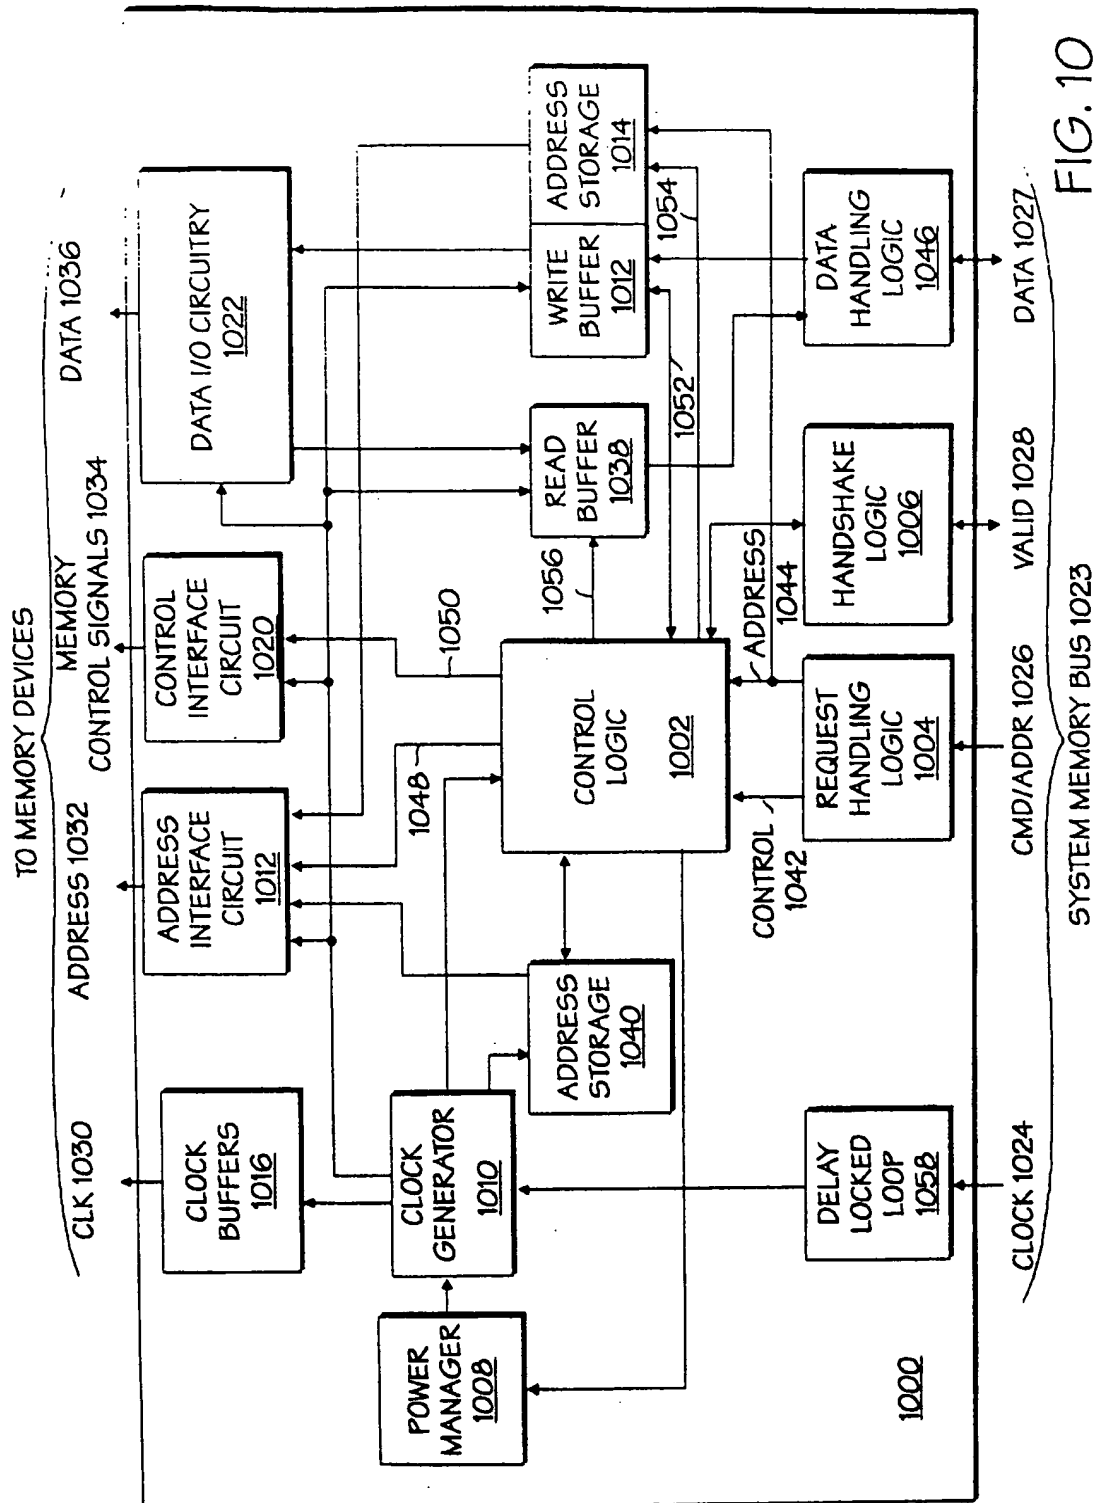 TO MEMORY DEVICES
CLK 1030
ADDRESS 1032
MEMORY
CONTROL SIGNALS 1034
DATA 1036
CLOCK
BUFFERS
1016
ADDRESS
INTERFACE
CIRCUIT
1012
CONTROL
INTERFACE
CIRCUIT
1020
DATA I/O CIRCUITRY
1022
POWER
MANAGER
1008
CLOCK
GENERATOR
1010
1048
1050
ADDRESS
STORAGE
1040
CONTROL
LOGIC
1002
1056
READ
BUFFER
1038
WRITE
BUFFER
1012
ADDRESS
STORAGE
1014
1052
1054
CONTROL
1042
ADDRESS
1044
DELAY
LOCKED
LOOP
1058
REQUEST
HANDLING
LOGIC
1004
HANDSHAKE
LOGIC
1006
DATA
HANDLING
LOGIC
1046
1000
CLOCK 1024
CMD/ADDR 1026
VALID 1028
DATA 1027
SYSTEM MEMORY BUS 1023
FIG. 10